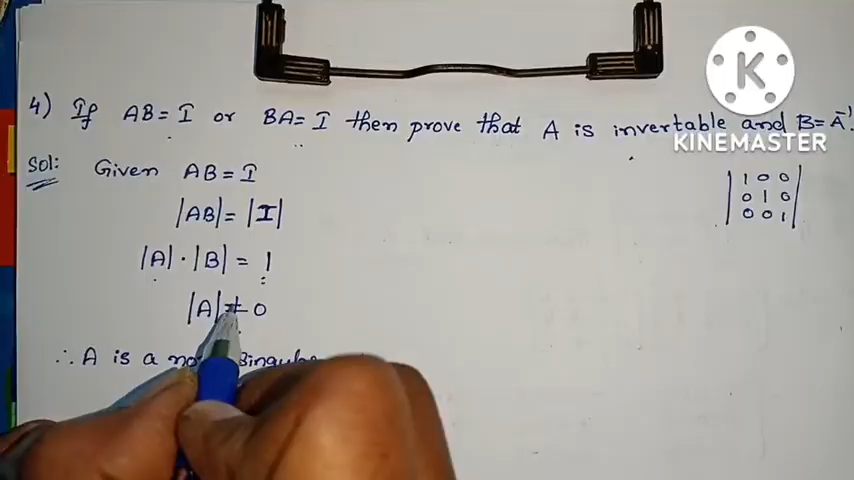 4) If AB = I or BA = I then prove that A is invertable and B = A⁻¹.
Sol: Given AB = I
|AB| = |I|
|A| · |B| = 1
|A| ≠ 0
∴ A is a
| 1 0 0 |
| 0 1 0 |
| 0 0 1 |
K
KINEMASTER